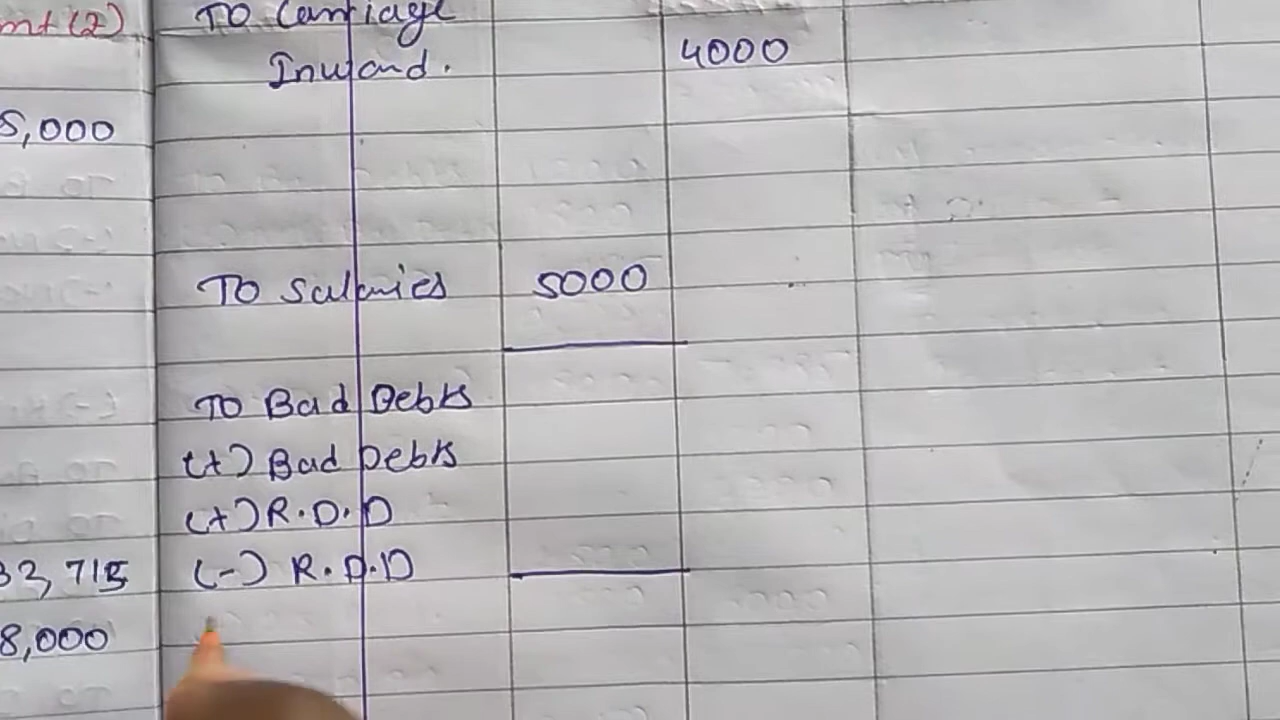 mt (2)
To Carriage
Inward. 4000
5,000
To Salaries 5000
To Bad Debts
(+) Bad Debts
(+) R.D.D
(-) R.D.D
33,715
8,000